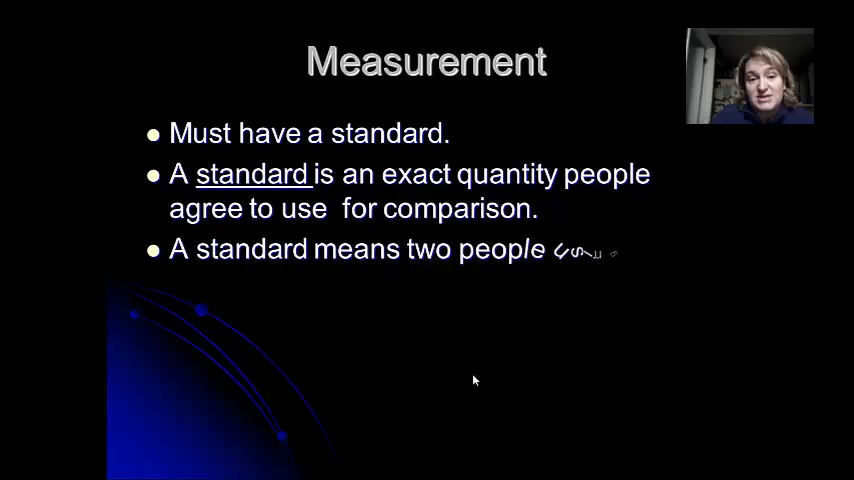 Measurement
Must have a standard.
A standard is an exact quantity people
agree to use for comparison.
A standard means two people